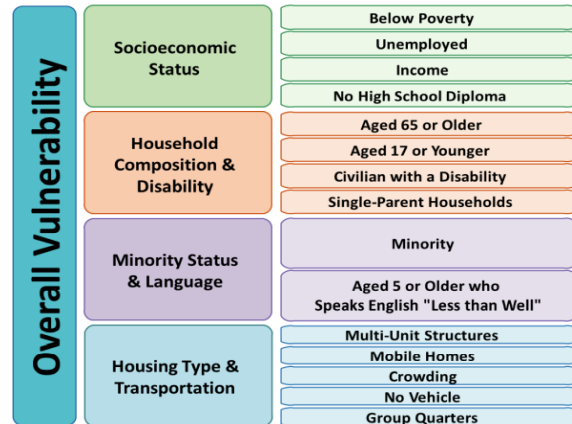 Overall Vulnerability
Socioeconomic
Status
Below Poverty
Unemployed
Income
No High School Diploma
Household
Composition &
Disability
Aged 65 or Older
Aged 17 or Younger
Civilian with a Disability
Single-Parent Households
Minority Status
& Language
Minority
Aged 5 or Older who
Speaks English "Less than Well"
Housing Type &
Transportation
Multi-Unit Structures
Mobile Homes
Crowding
No Vehicle
Group Quarters